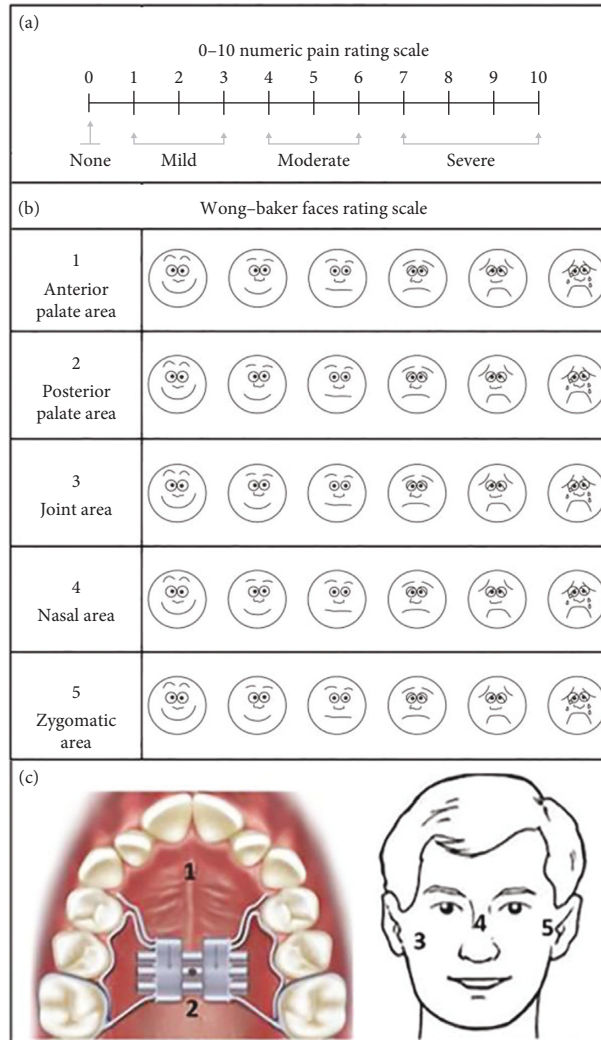 (a)
0–10 numeric pain rating scale
0 1 2 3 4 5 6 7 8 9 10
None Mild Moderate Severe
(b)
Wong–baker faces rating scale
1
Anterior
palate area
2
Posterior
palate area
3
Joint area
4
Nasal area
5
Zygomatic
area
(c)
1
2
3 4 5